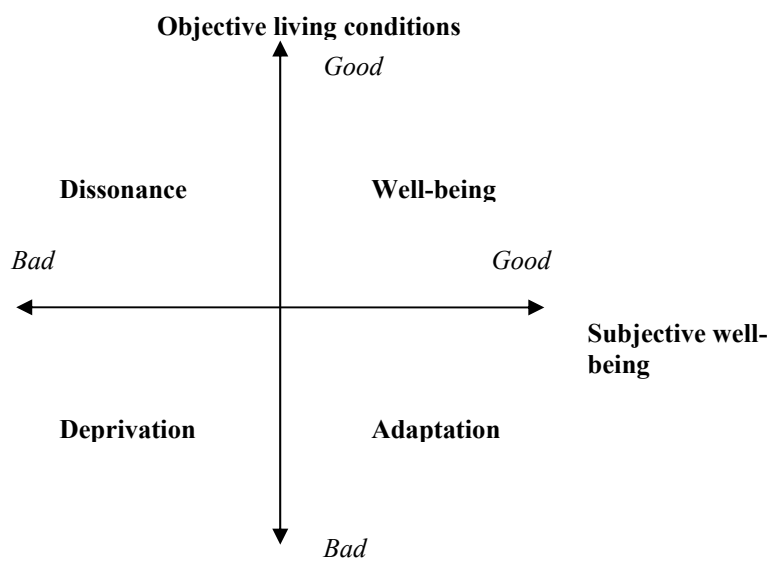 Objective living conditions
Good
Dissonance
Well-being
Bad
Good
Subjective well-
being
Deprivation
Adaptation
Bad